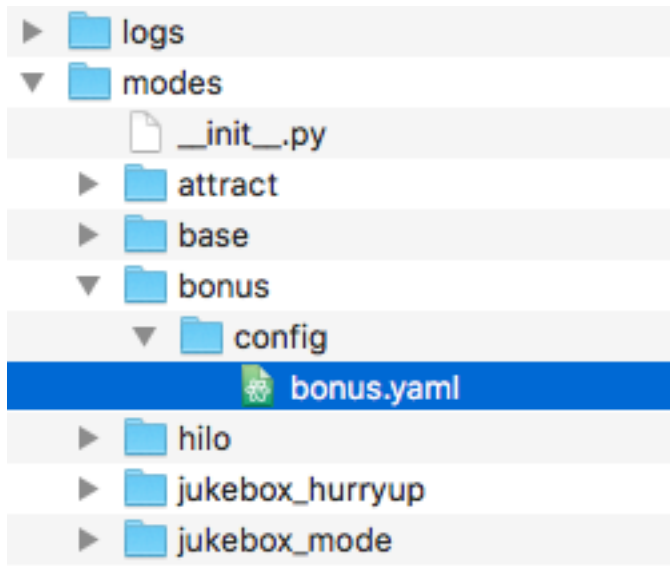 logs
modes
__init__.py
attract
base
bonus
config
bonus.yaml
hilo
jukebox_hurryup
jukebox_mode